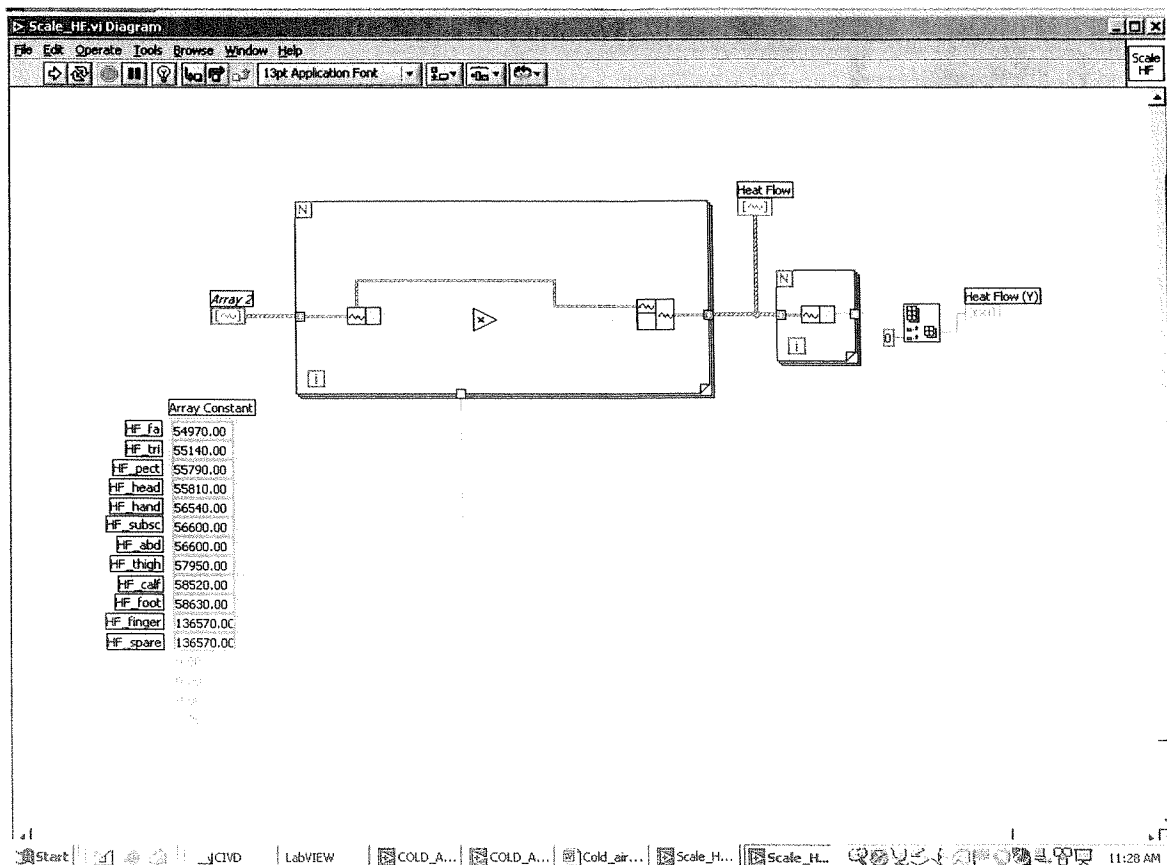 Scale_HF.vi Diagram
File Edit Operate Tools Browse Window Help
13pt Application Font
Scale
HF
Heat Flow
N
N
Array 2
Heat Flow (Y)
0
i
i
Array Constant
HF_fa 54970.00
HF_tri 55140.00
HF_pect 55790.00
HF_head 55810.00
HF_hand 56540.00
HF_subsc 56600.00
HF_abd 56600.00
HF_thigh 57950.00
HF_calf 58520.00
HF_foot 58630.00
HF_finger 136570.00
HF_spare 136570.00
Start CIVD LabVIEW COLD_A... COLD_A... Cold_air... Scale_H... Scale_H... 11:28 AM